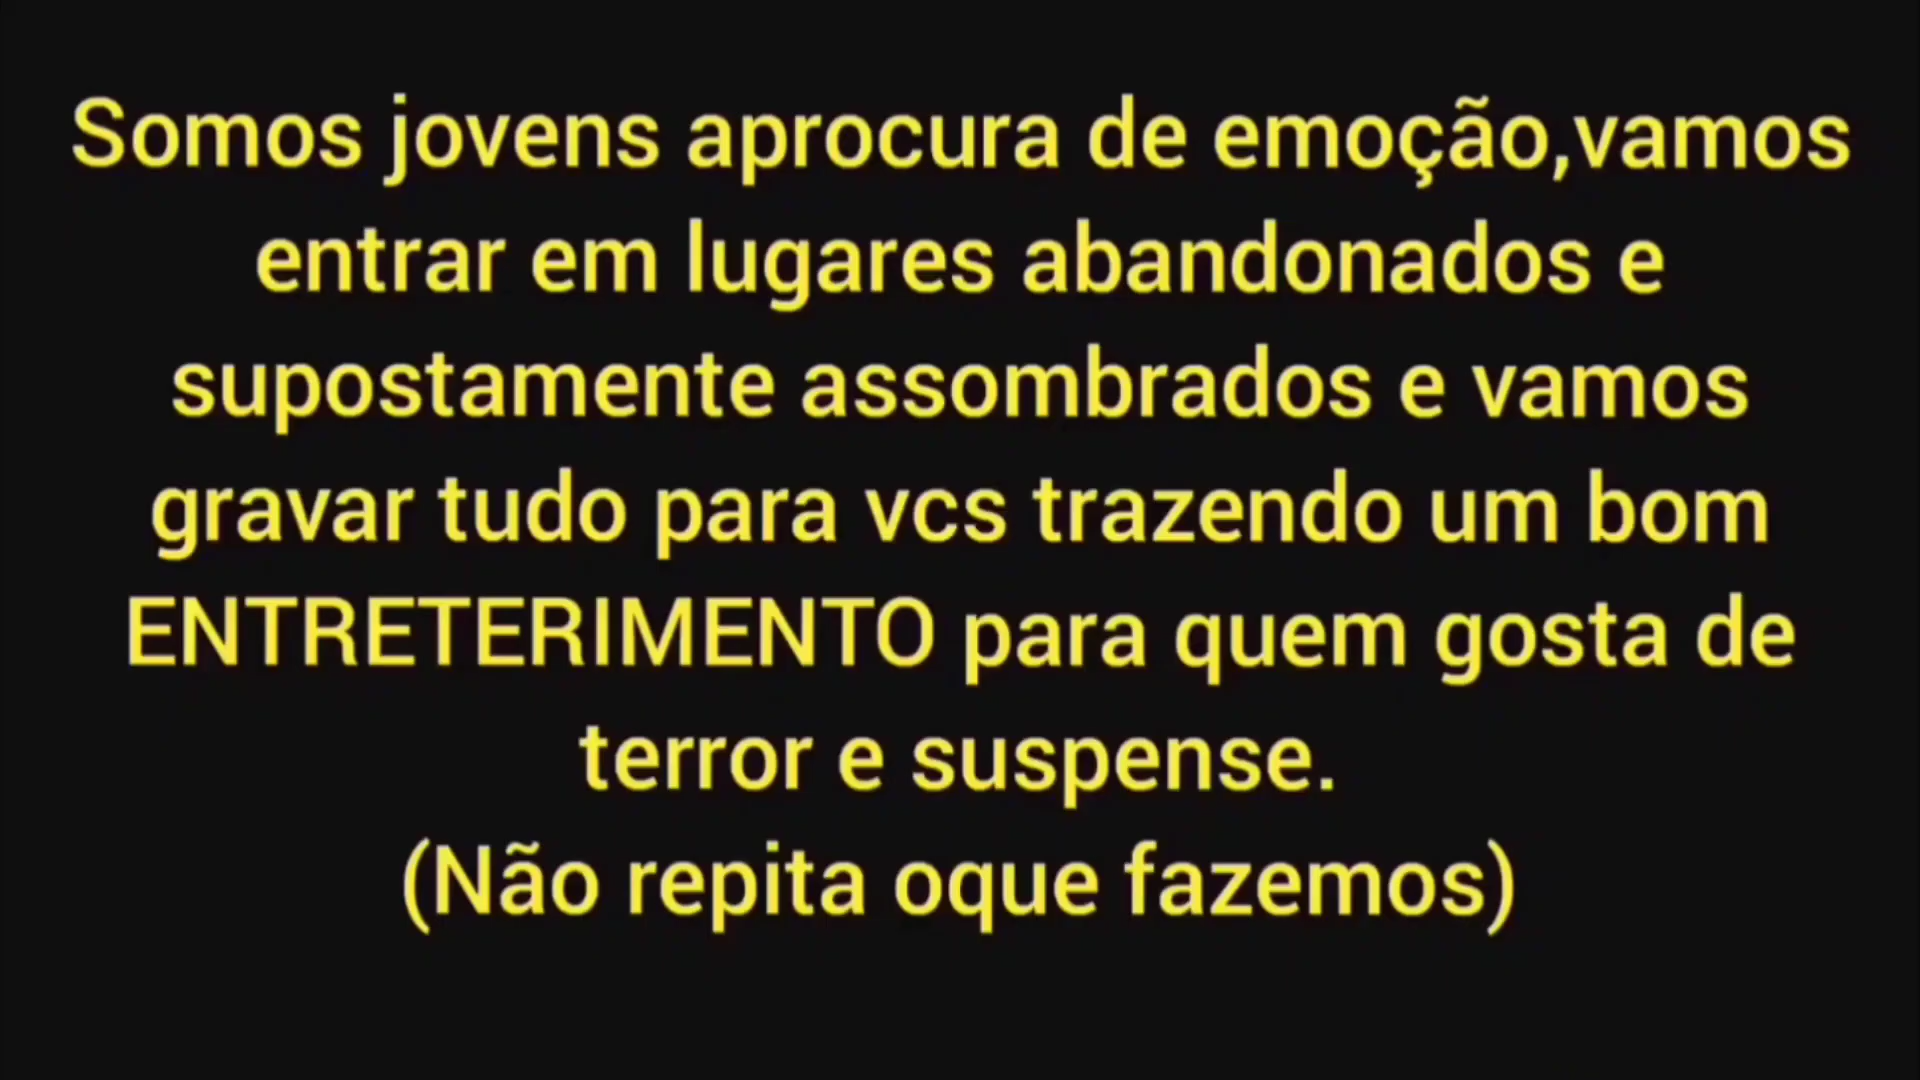 Somos jovens aprocura de emoção,vamos
entrar em lugares abandonados e
supostamente assombrados e vamos
gravar tudo para vcs trazendo um bom
ENTRETERIMENTO para quem gosta de
terror e suspense.
(Não repita oque fazemos)